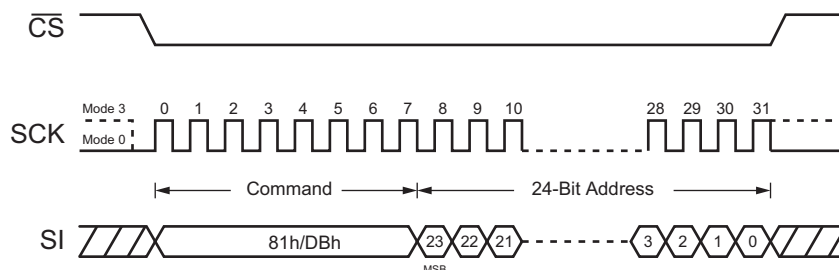 CS
Mode 3 0 1 2 3 4 5 6 7 8 9 10 28 29 30 31
SCK
Mode 0
Command 24-Bit Address
SI 81h/DBh 23 22 21 3 2 1 0
MSB